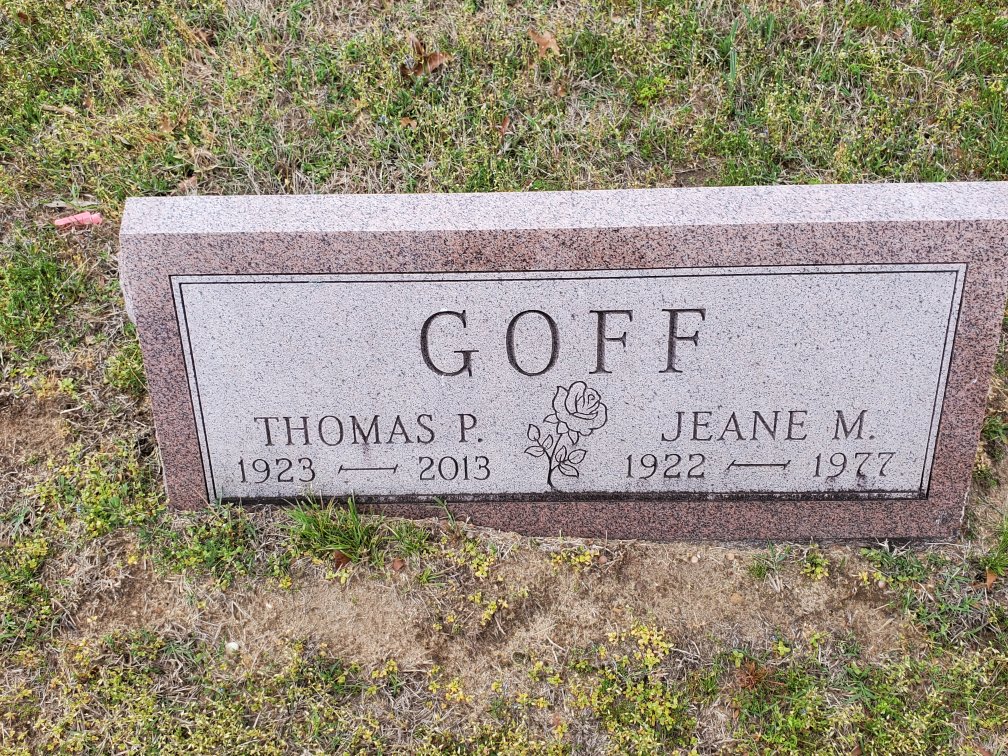 GOFF
THOMAS P. JEANE M.
1923 — 2013 1922 — 1977